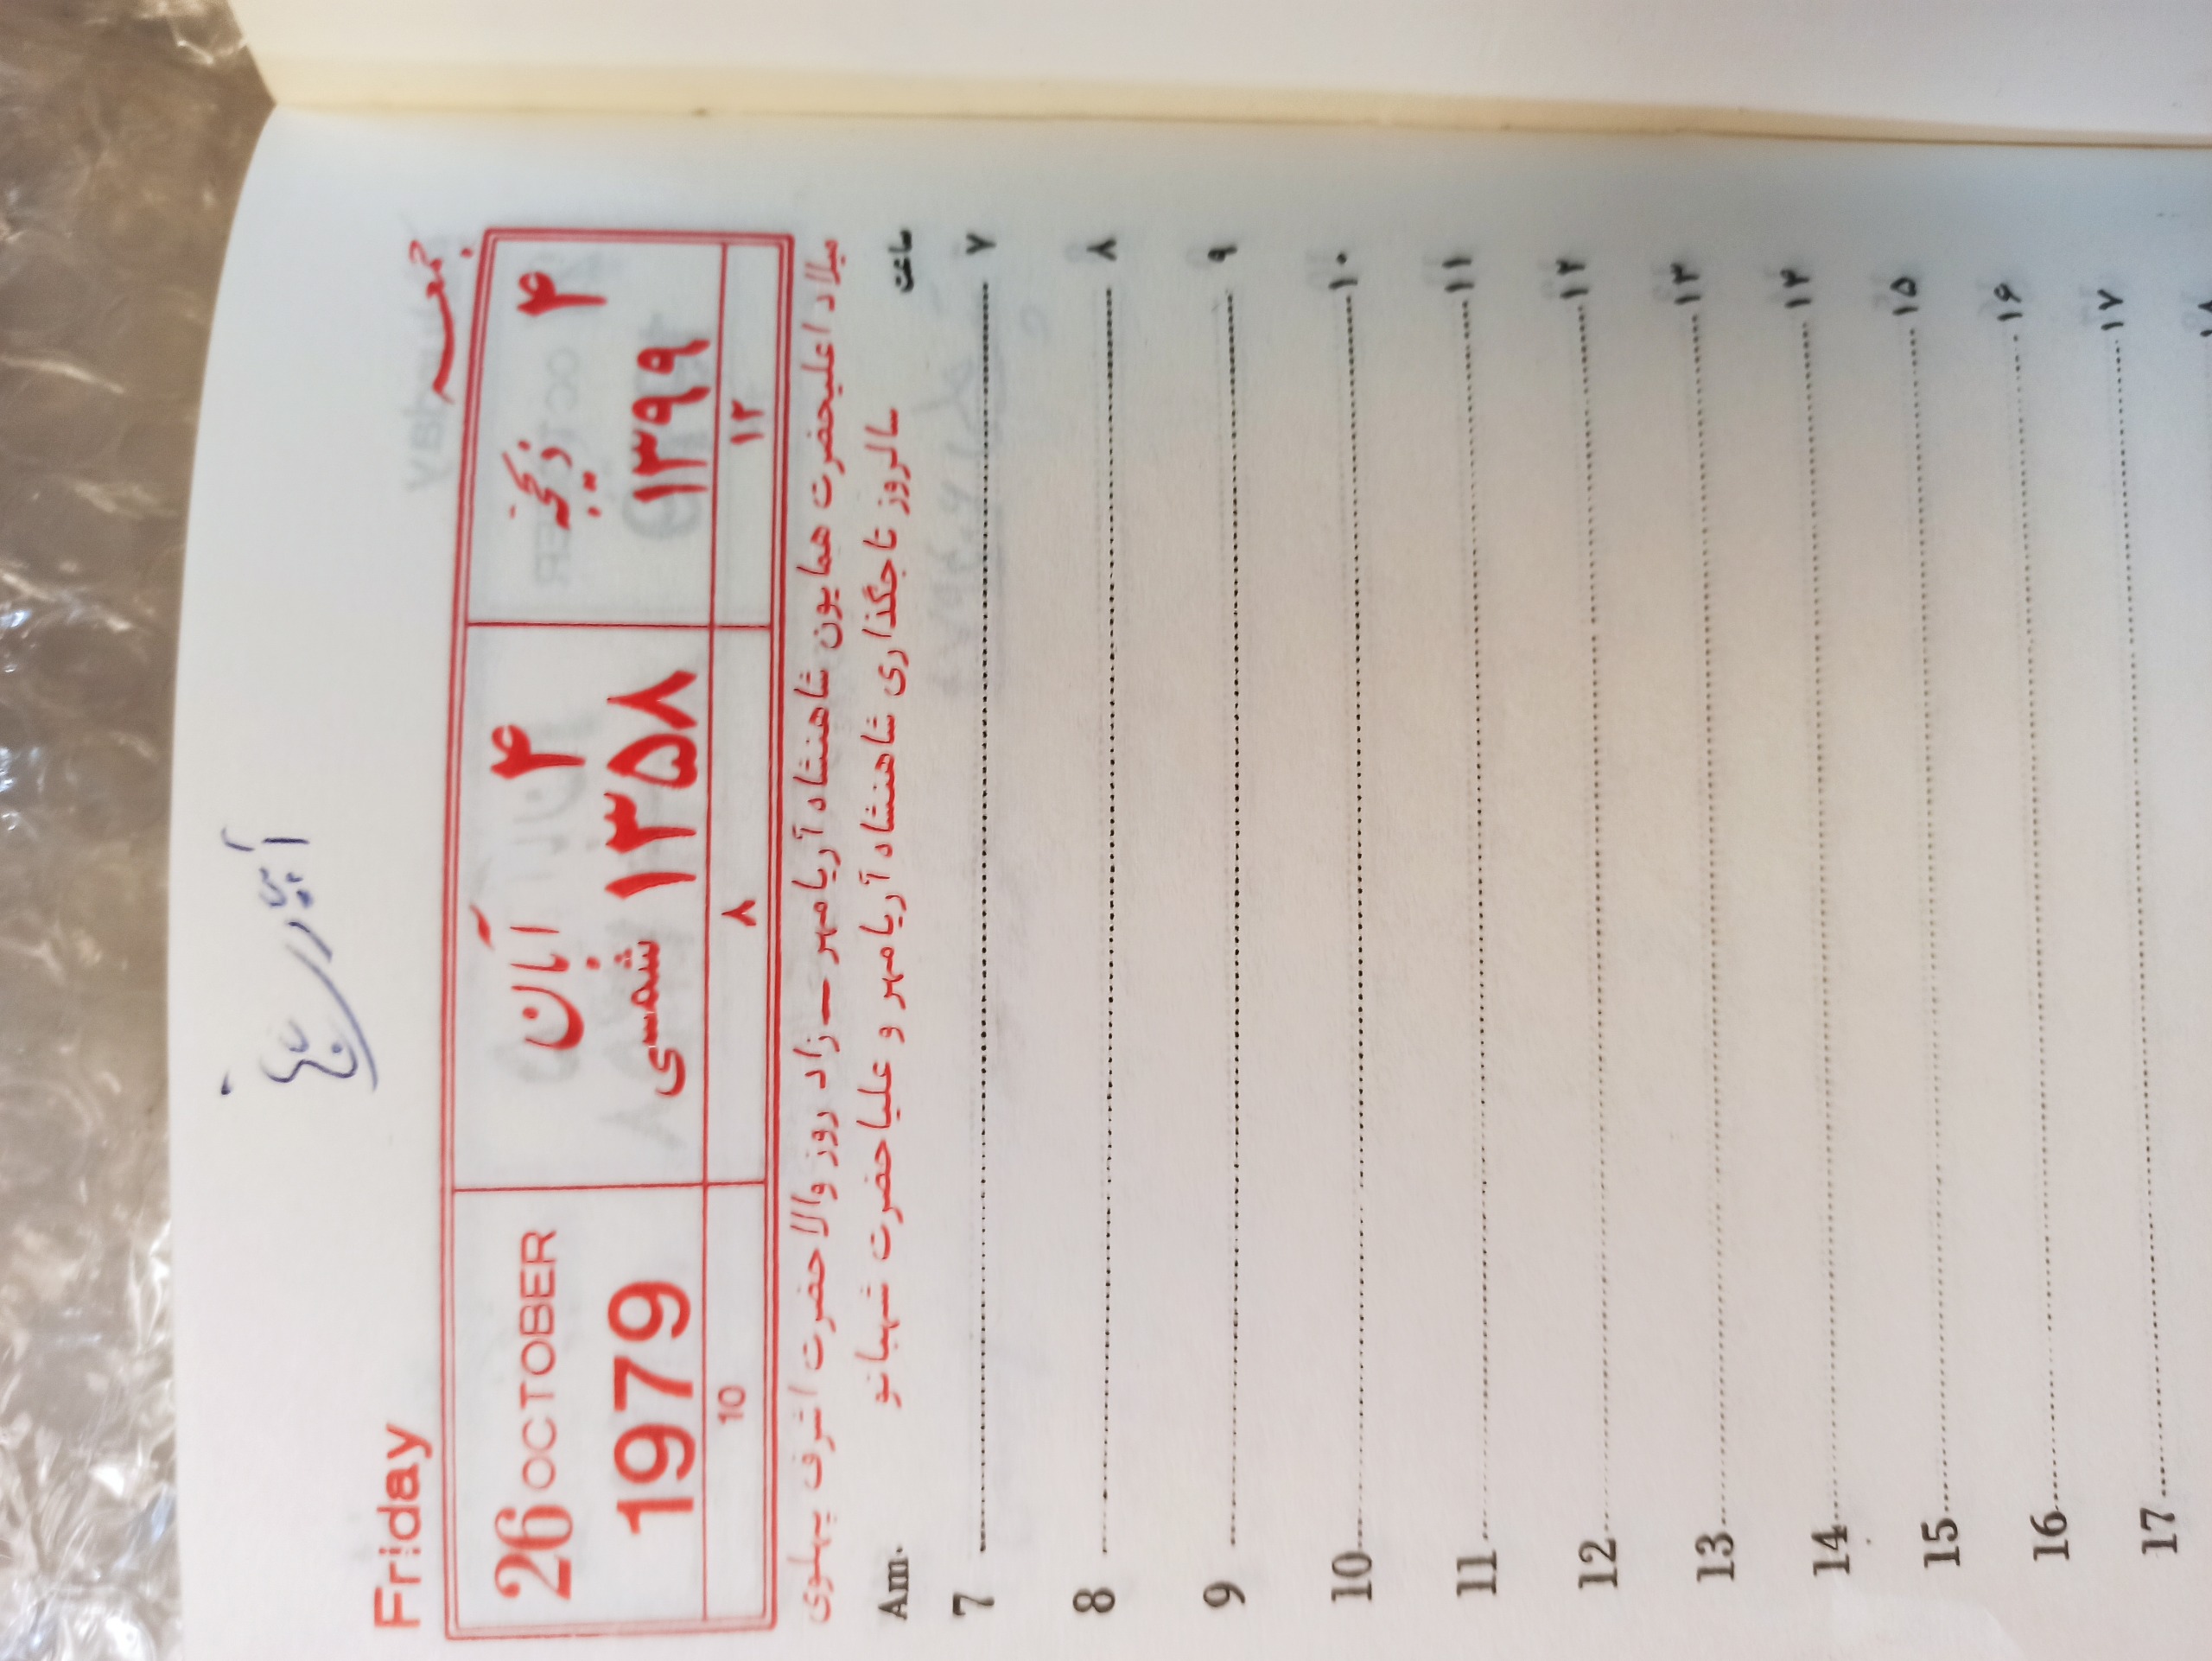 Friday جمعه
26 OCTOBER ۴ آبان ۴ ذیحجه
1979 ۱۳۵۸ شمسی ۱۳۹۹
10 ۸ ۱۲
میلاد اعلیحضرت همایون شاهنشاه آریامهر – زاد روز والاحضرت اشرف پهلوی
سالروز تاجگذاری شاهنشاه آریامهر و علیاحضرت شهبانو
Am. ساعت
7 ۷
8 ۸
9 ۹
10 ۱۰
11 ۱۱
12 ۱۲
13 ۱۳
14 ۱۴
15 ۱۵
16 ۱۶
17 ۱۷
۱۸